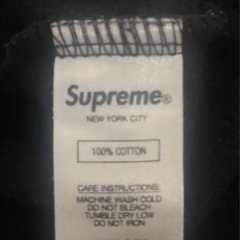 Supreme®
NEW YORK CITY
100% COTTON
CARE INSTRUCTIONS:
MACHINE WASH COLD
DO NOT BLEACH
TUMBLE DRY LOW
DO NOT IRON